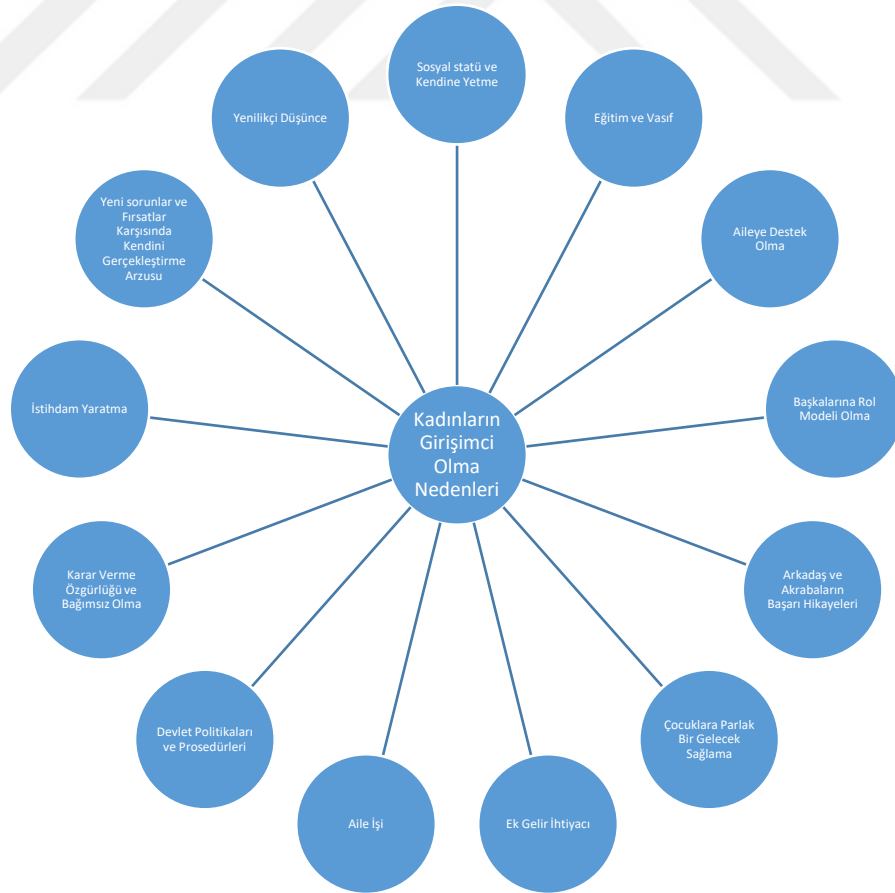 Sosyal statü ve
Kendine Yetme
Eğitim ve Vasıf
Aileye Destek
Olma
Başkalarına Rol
Modeli Olma
Arkadaş ve
Akrabaların
Başarı Hikayeleri
Çocuklara Parlak
Bir Gelecek
Sağlama
Ek Gelir İhtiyacı
Aile İşi
Devlet Politikaları
ve Prosedürleri
Karar Verme
Özgürlüğü ve
Bağımsız Olma
İstihdam Yaratma
Yeni sorunlar ve
Fırsatlar
Karşısında
Kendini
Gerçekleştirme
Arzusu
Yenilikçi Düşünce
Kadınların
Girişimci
Olma
Nedenleri